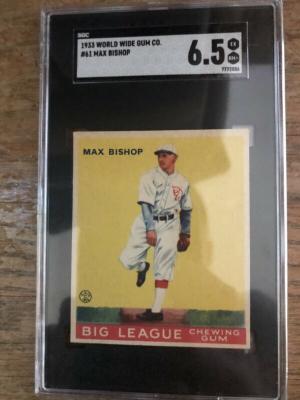 SGC
1933 WORLD WIDE GUM CO.
#61 MAX BISHOP
6.5
EX
NM+
MAX BISHOP
BIG LEAGUE CHEWING GUM